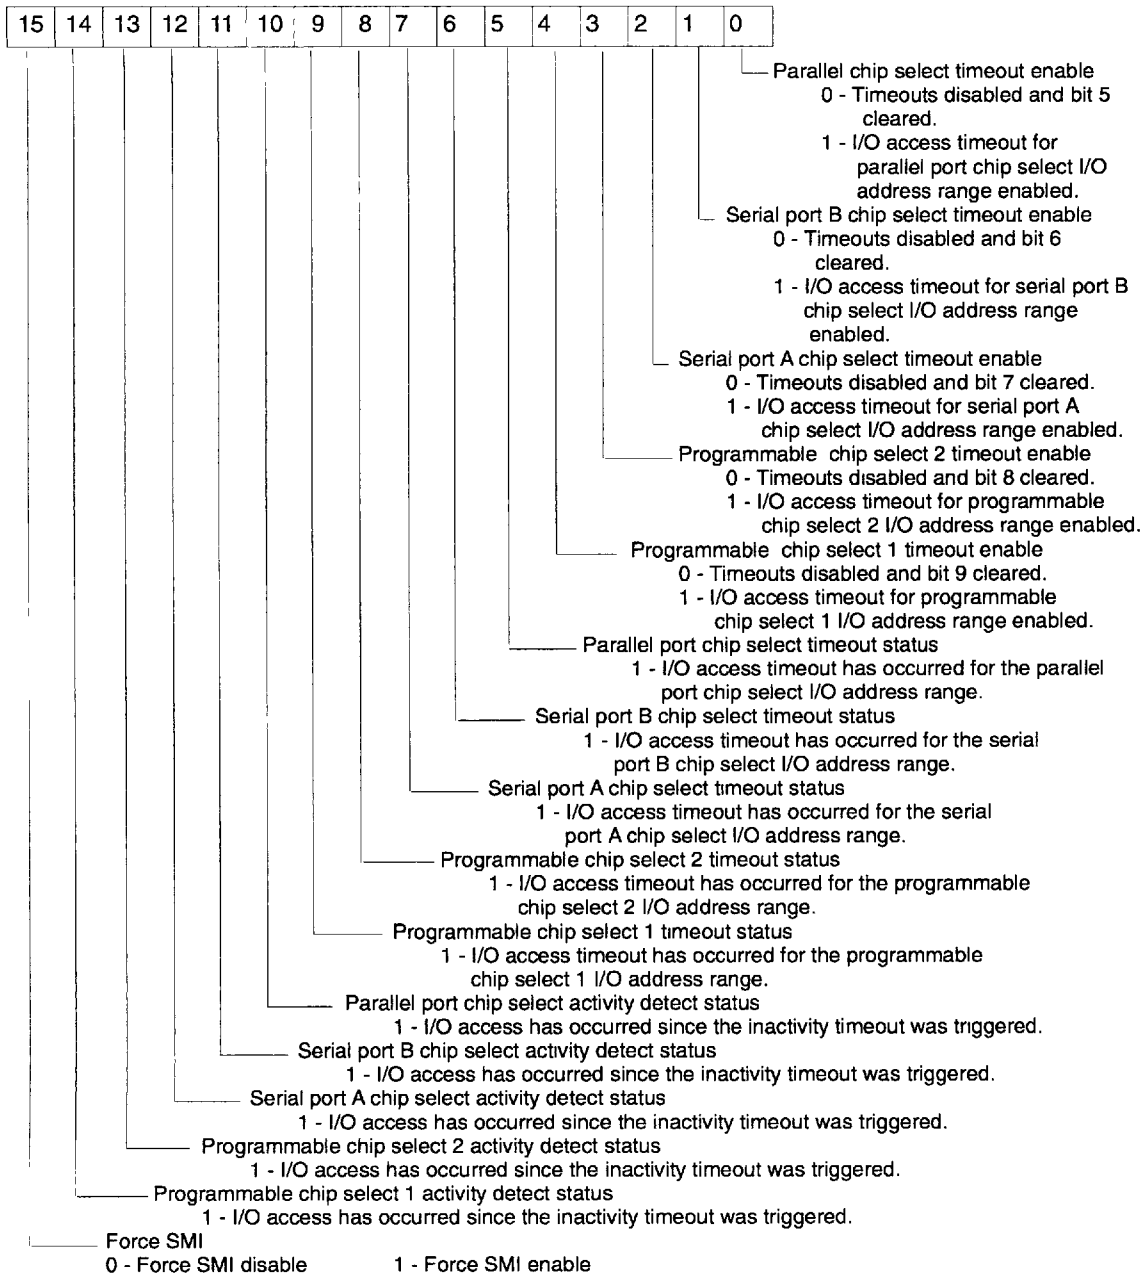 15 14 13 12 11 10 9 8 7 6 5 4 3 2 1 0
Parallel chip select timeout enable
0 - Timeouts disabled and bit 5
cleared.
1 - I/O access timeout for
parallel port chip select I/O
address range enabled.
Serial port B chip select timeout enable
0 - Timeouts disabled and bit 6
cleared.
1 - I/O access timeout for serial port B
chip select I/O address range
enabled.
Serial port A chip select timeout enable
0 - Timeouts disabled and bit 7 cleared.
1 - I/O access timeout for serial port A
chip select I/O address range enabled.
Programmable chip select 2 timeout enable
0 - Timeouts disabled and bit 8 cleared.
1 - I/O access timeout for programmable
chip select 2 I/O address range enabled.
Programmable chip select 1 timeout enable
0 - Timeouts disabled and bit 9 cleared.
1 - I/O access timeout for programmable
chip select 1 I/O address range enabled.
Parallel port chip select timeout status
1 - I/O access timeout has occurred for the parallel
port chip select I/O address range.
Serial port B chip select timeout status
1 - I/O access timeout has occurred for the serial
port B chip select I/O address range.
Serial port A chip select timeout status
1 - I/O access timeout has occurred for the serial
port A chip select I/O address range.
Programmable chip select 2 timeout status
1 - I/O access timeout has occurred for the programmable
chip select 2 I/O address range.
Programmable chip select 1 timeout status
1 - I/O access timeout has occurred for the programmable
chip select 1 I/O address range.
Parallel port chip select activity detect status
1 - I/O access has occurred since the inactivity timeout was triggered.
Serial port B chip select activity detect status
1 - I/O access has occurred since the inactivity timeout was triggered.
Serial port A chip select activity detect status
1 - I/O access has occurred since the inactivity timeout was triggered.
Programmable chip select 2 activity detect status
1 - I/O access has occurred since the inactivity timeout was triggered.
Programmable chip select 1 activity detect status
1 - I/O access has occurred since the inactivity timeout was triggered.
Force SMI
0 - Force SMI disable 1 - Force SMI enable